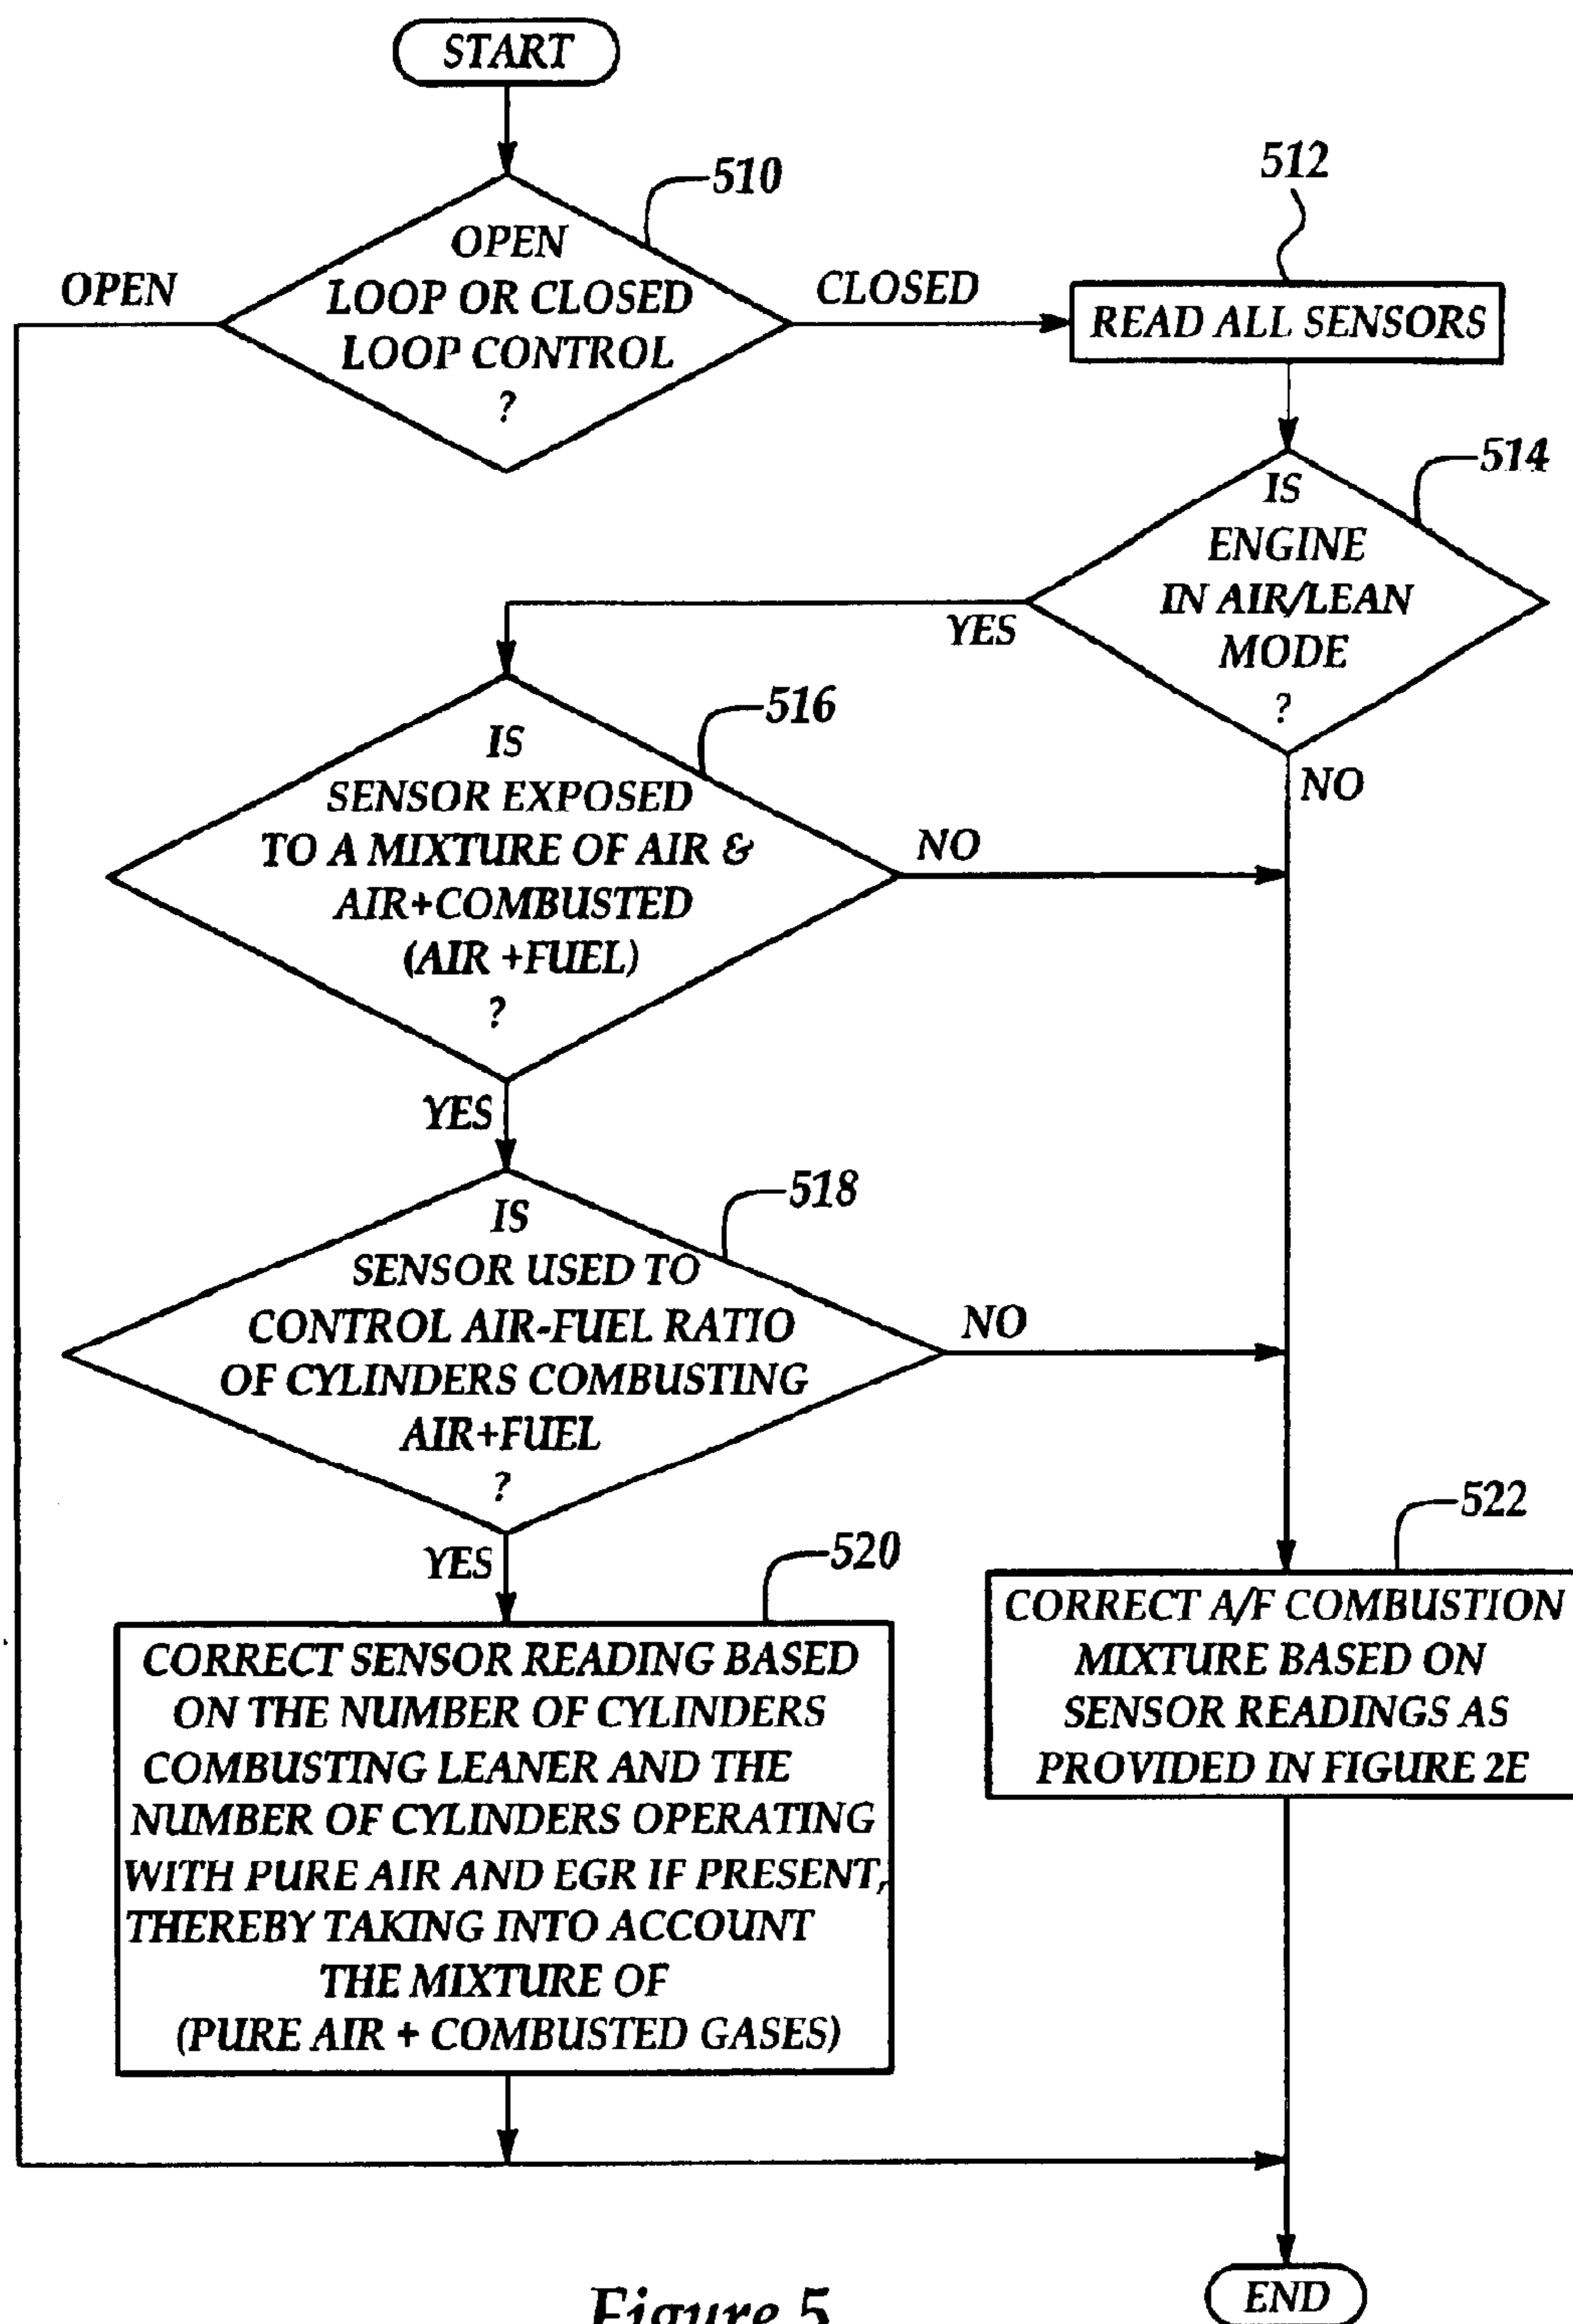 START
510
OPEN
LOOP OR CLOSED
LOOP CONTROL
?
OPEN
CLOSED
512
READ ALL SENSORS
514
IS
ENGINE
IN AIR/LEAN
MODE
?
YES
NO
516
IS
SENSOR EXPOSED
TO A MIXTURE OF AIR &
AIR+COMBUSTED
(AIR +FUEL)
?
NO
YES
518
IS
SENSOR USED TO
CONTROL AIR-FUEL RATIO
OF CYLINDERS COMBUSTING
AIR+FUEL
?
NO
YES
520
CORRECT SENSOR READING BASED
ON THE NUMBER OF CYLINDERS
COMBUSTING LEANER AND THE
NUMBER OF CYLINDERS OPERATING
WITH PURE AIR AND EGR IF PRESENT,
THEREBY TAKING INTO ACCOUNT
THE MIXTURE OF
(PURE AIR + COMBUSTED GASES)
522
CORRECT A/F COMBUSTION
MIXTURE BASED ON
SENSOR READINGS AS
PROVIDED IN FIGURE 2E
END
Figure 5